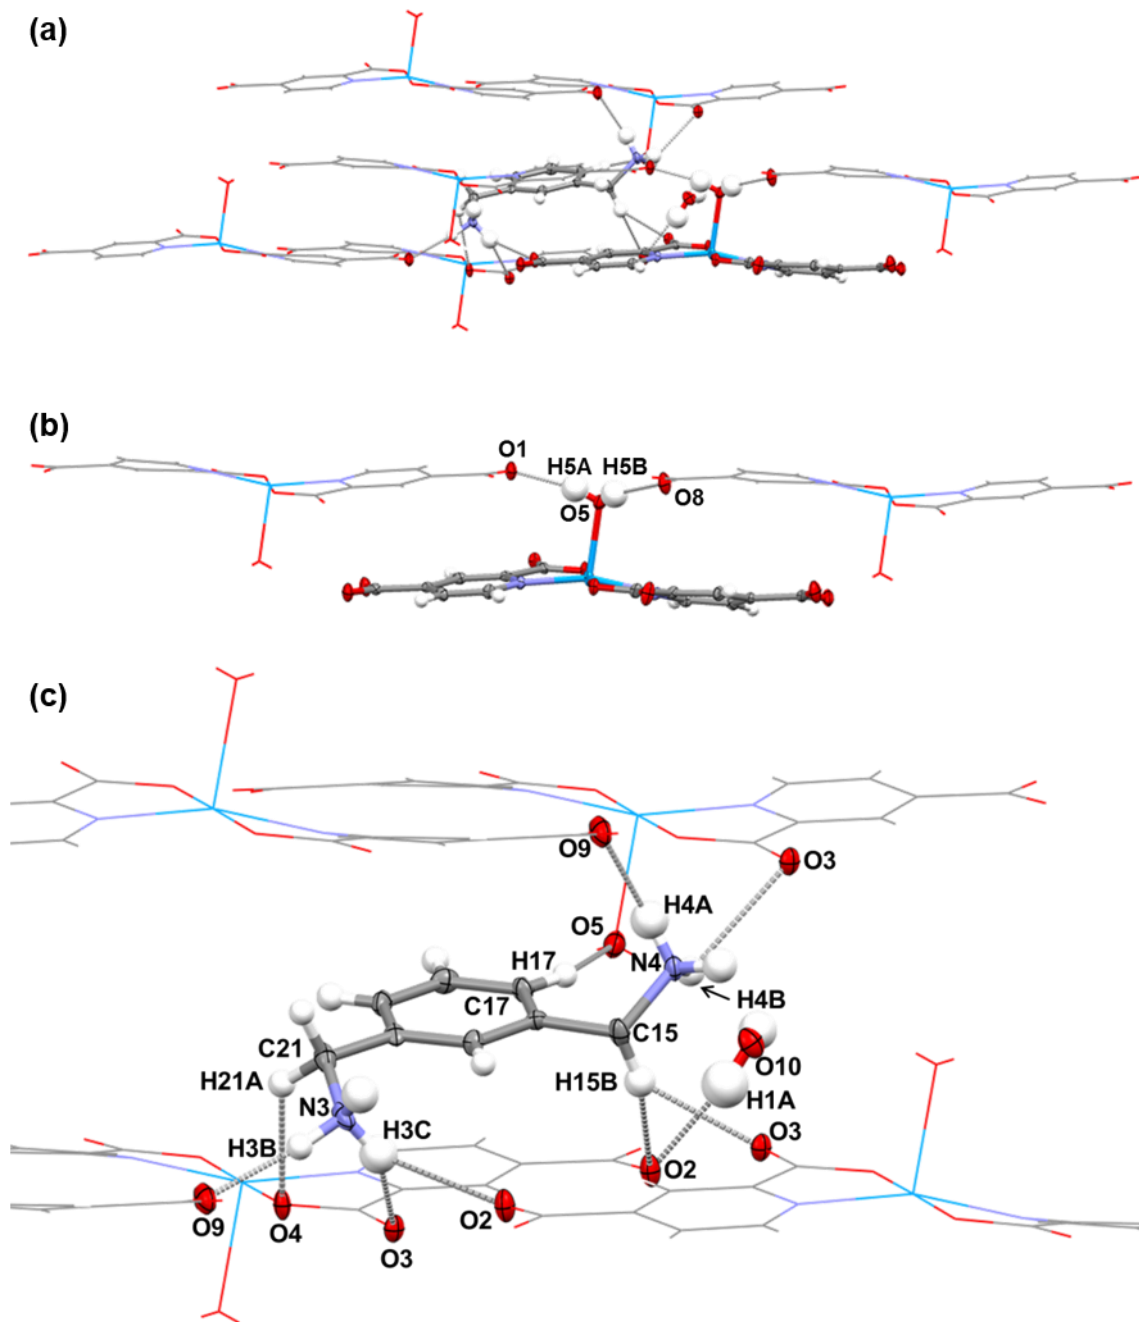 (a)
(b)
O1
H5A
H5B
O5
O8
(c)
O9
O3
H4A
O5
N4
H17
H4B
C17
C15
O10
C21
H15B
H1A
H21A
N3
O3
H3B
H3C
O2
O9
O4
O3
O2